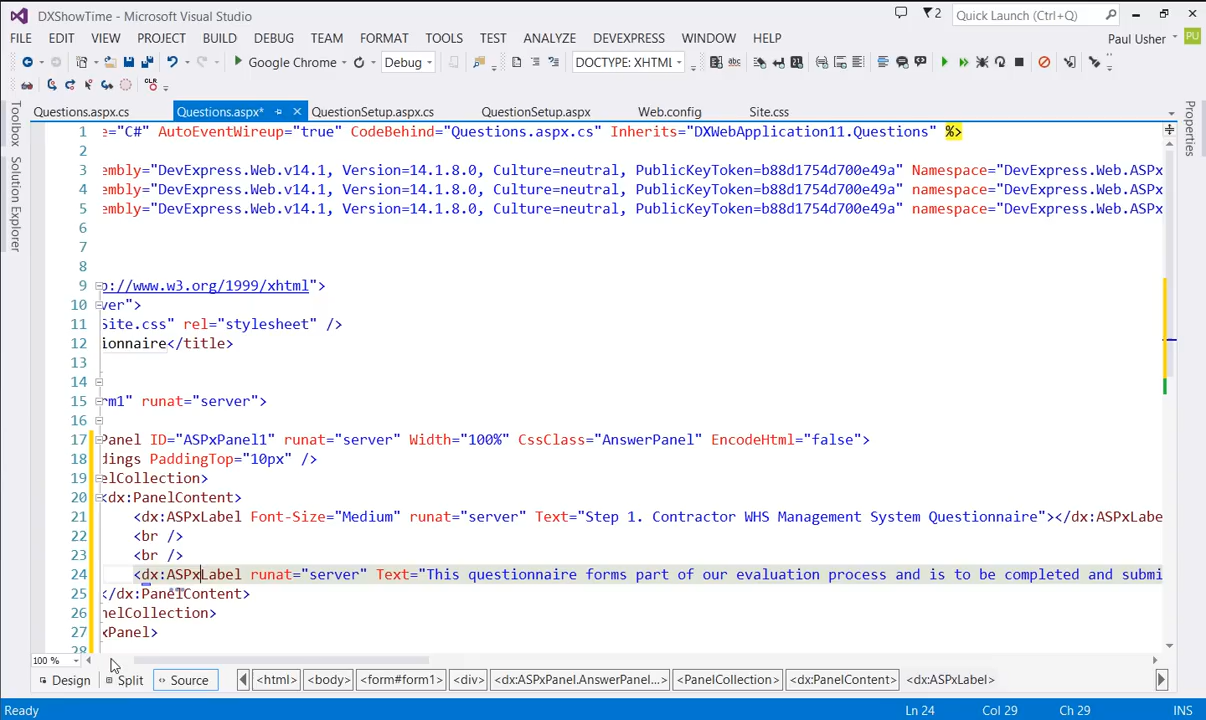 DXShowTime - Microsoft Visual Studio
2
Quick Launch (Ctrl+Q)
FILE EDIT VIEW PROJECT BUILD DEBUG TEAM FORMAT TOOLS TEST ANALYZE DEVEXPRESS WINDOW HELP
Paul Usher PU
Google Chrome Debug DOCTYPE: XHTML
CLR
Questions.aspx.cs Questions.aspx* QuestionSetup.aspx.cs QuestionSetup.aspx Web.config Site.css
Toolbox
Solution Explorer
Properties
1 e="C#" AutoEventWireup="true" CodeBehind="Questions.aspx.cs" Inherits="DXWebApplication11.Questions" %>
2
3 embly="DevExpress.Web.v14.1, Version=14.1.8.0, Culture=neutral, PublicKeyToken=b88d1754d700e49a" Namespace="DevExpress.Web.ASPx
4 embly="DevExpress.Web.v14.1, Version=14.1.8.0, Culture=neutral, PublicKeyToken=b88d1754d700e49a" namespace="DevExpress.Web.ASPx
5 embly="DevExpress.Web.v14.1, Version=14.1.8.0, Culture=neutral, PublicKeyToken=b88d1754d700e49a" namespace="DevExpress.Web.ASP
6
7
8
9 p://www.w3.org/1999/xhtml">
10 ver">
11 Site.css" rel="stylesheet" />
12 ionnaire</title>
13
14
15 rm1" runat="server">
16
17 Panel ID="ASPxPanel1" runat="server" Width="100%" CssClass="AnswerPanel" EncodeHtml="false">
18 dings PaddingTop="10px" />
19 elCollection>
20 <dx:PanelContent>
21 <dx:ASPxLabel Font-Size="Medium" runat="server" Text="Step 1. Contractor WHS Management System Questionnaire"></dx:ASPxLabe
22 <br />
23 <br />
24 <dx:ASPxLabel runat="server" Text="This questionnaire forms part of our evaluation process and is to be completed and submi
25 </dx:PanelContent>
26 nelCollection>
27 xPanel>
28
100 %
Design Split Source <html> <body> <form#form1> <div> <dx:ASPxPanel.AnswerPanel...> <PanelCollection> <dx:PanelContent> <dx:ASPxLabel>
Ready Ln 24 Col 29 Ch 29 INS